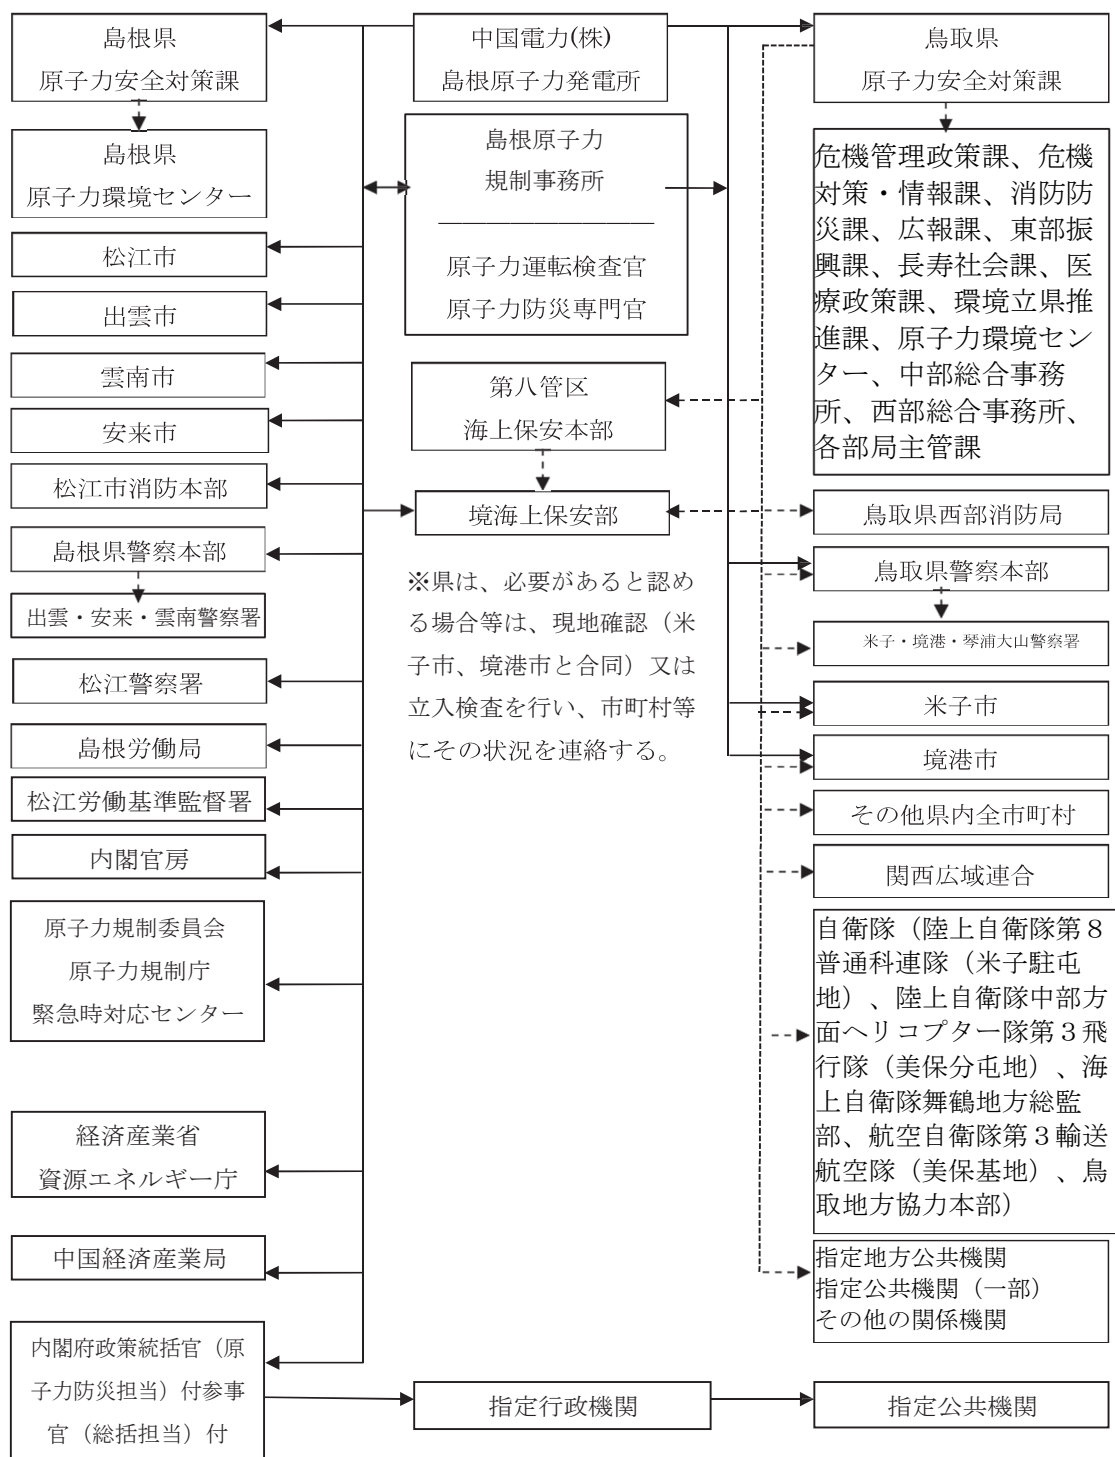 島根県
原子力安全対策課
島根県
原子力環境センター
松江市
出雲市
雲南市
安来市
松江市消防本部
島根県警察本部
出雲・安来・雲南警察署
松江警察署
島根労働局
松江労働基準監督署
内閣官房
原子力規制委員会
原子力規制庁
緊急時対応センター
経済産業省
資源エネルギー庁
中国経済産業局
内閣府政策統括官（原
子力防災担当）付参事
官（総括担当）付
中国電力(株)
島根原子力発電所
島根原子力
規制事務所
原子力運転検査官
原子力防災専門官
第八管区
海上保安本部
境海上保安部
※県は、必要があると認め
る場合等は、現地確認（米
子市、境港市と合同）又は
立入検査を行い、市町村等
にその状況を連絡する。
指定行政機関
鳥取県
原子力安全対策課
危機管理政策課、危機
対策・情報課、消防防
災課、広報課、東部振
興課、長寿社会課、医
療政策課、環境立県推
進課、原子力環境セン
ター、中部総合事務
所、西部総合事務所、
各部局主管課
鳥取県西部消防局
鳥取県警察本部
米子・境港・琴浦大山警察署
米子市
境港市
その他県内全市町村
関西広域連合
自衛隊（陸上自衛隊第８
普通科連隊（米子駐屯
地）、陸上自衛隊中部方
面ヘリコプター隊第３飛
行隊（美保分屯地）、海
上自衛隊舞鶴地方総監
部、航空自衛隊第３輸送
航空隊（美保基地）、鳥
取地方協力本部）
指定地方公共機関
指定公共機関（一部）
その他の関係機関
指定公共機関